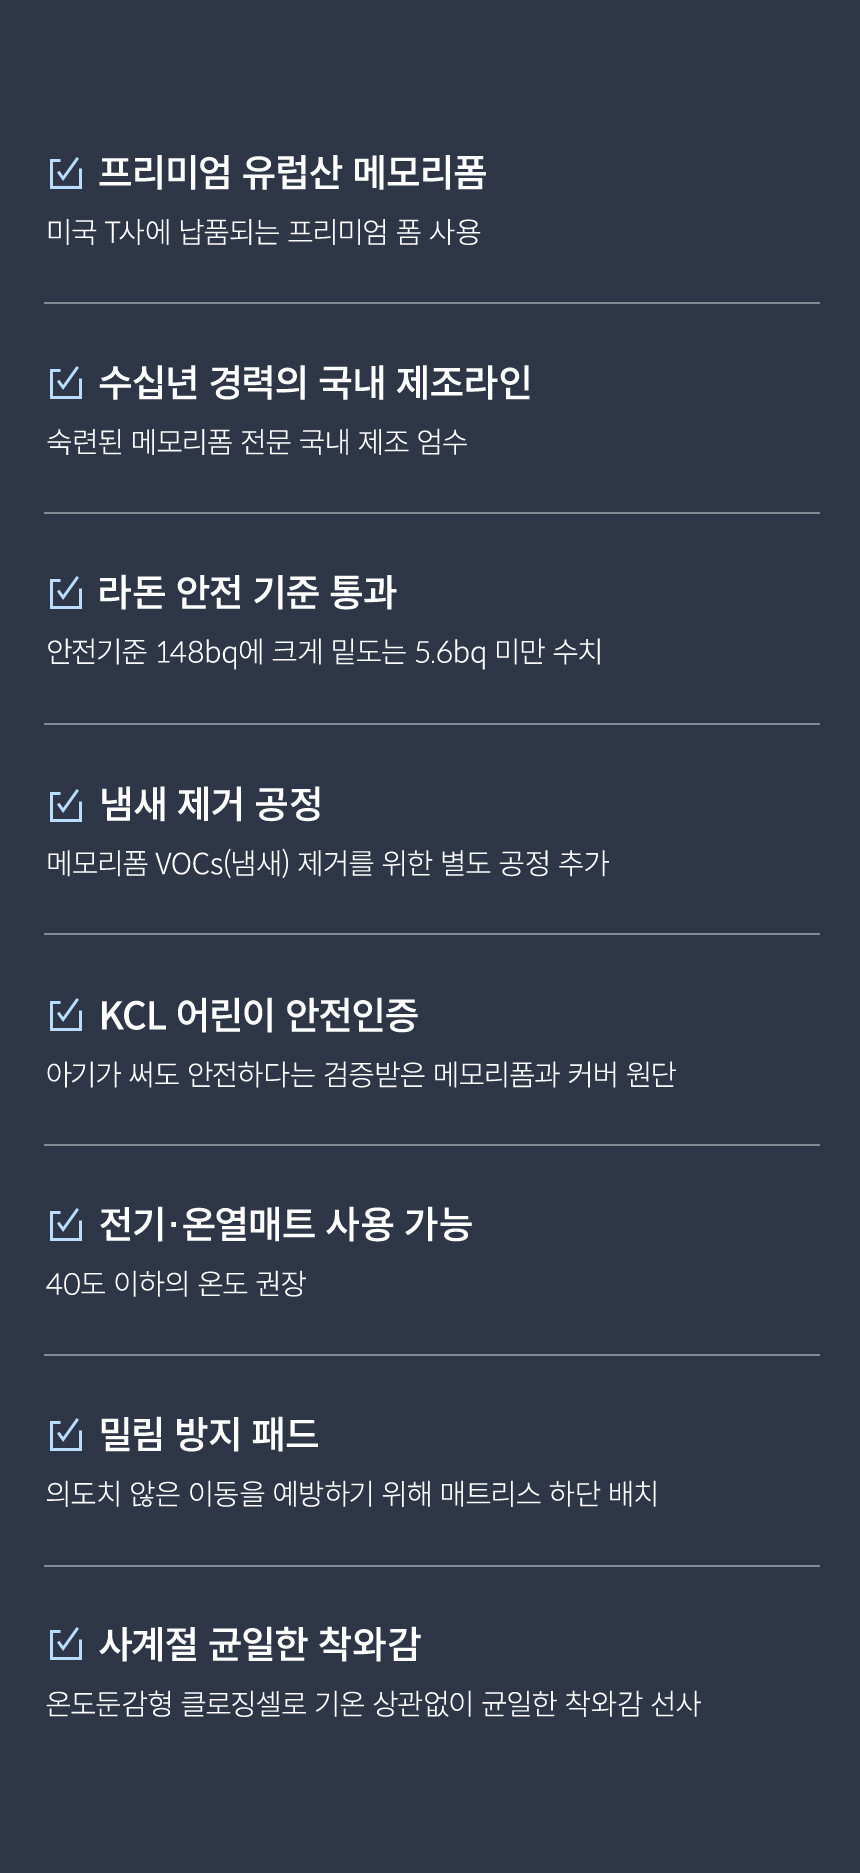 프리미엄 유럽산 메모리폼
미국 T사에 납품되는 프리미엄 폼 사용
수십년 경력의 국내 제조라인
숙련된 메모리폼 전문 국내 제조 엄수
라돈 안전 기준 통과
안전기준 148bq에 크게 밑도는 5.6bq 미만 수치
냄새 제거 공정
메모리폼 VOCs(냄새) 제거를 위한 별도 공정 추가
KCL 어린이 안전인증
아기가 써도 안전하다는 검증받은 메모리폼과 커버 원단
전기·온열매트 사용 가능
40도 이하의 온도 권장
밀림 방지 패드
의도치 않은 이동을 예방하기 위해 매트리스 하단 배치
사계절 균일한 착와감
온도둔감형 클로징셀로 기온 상관없이 균일한 착와감 선사